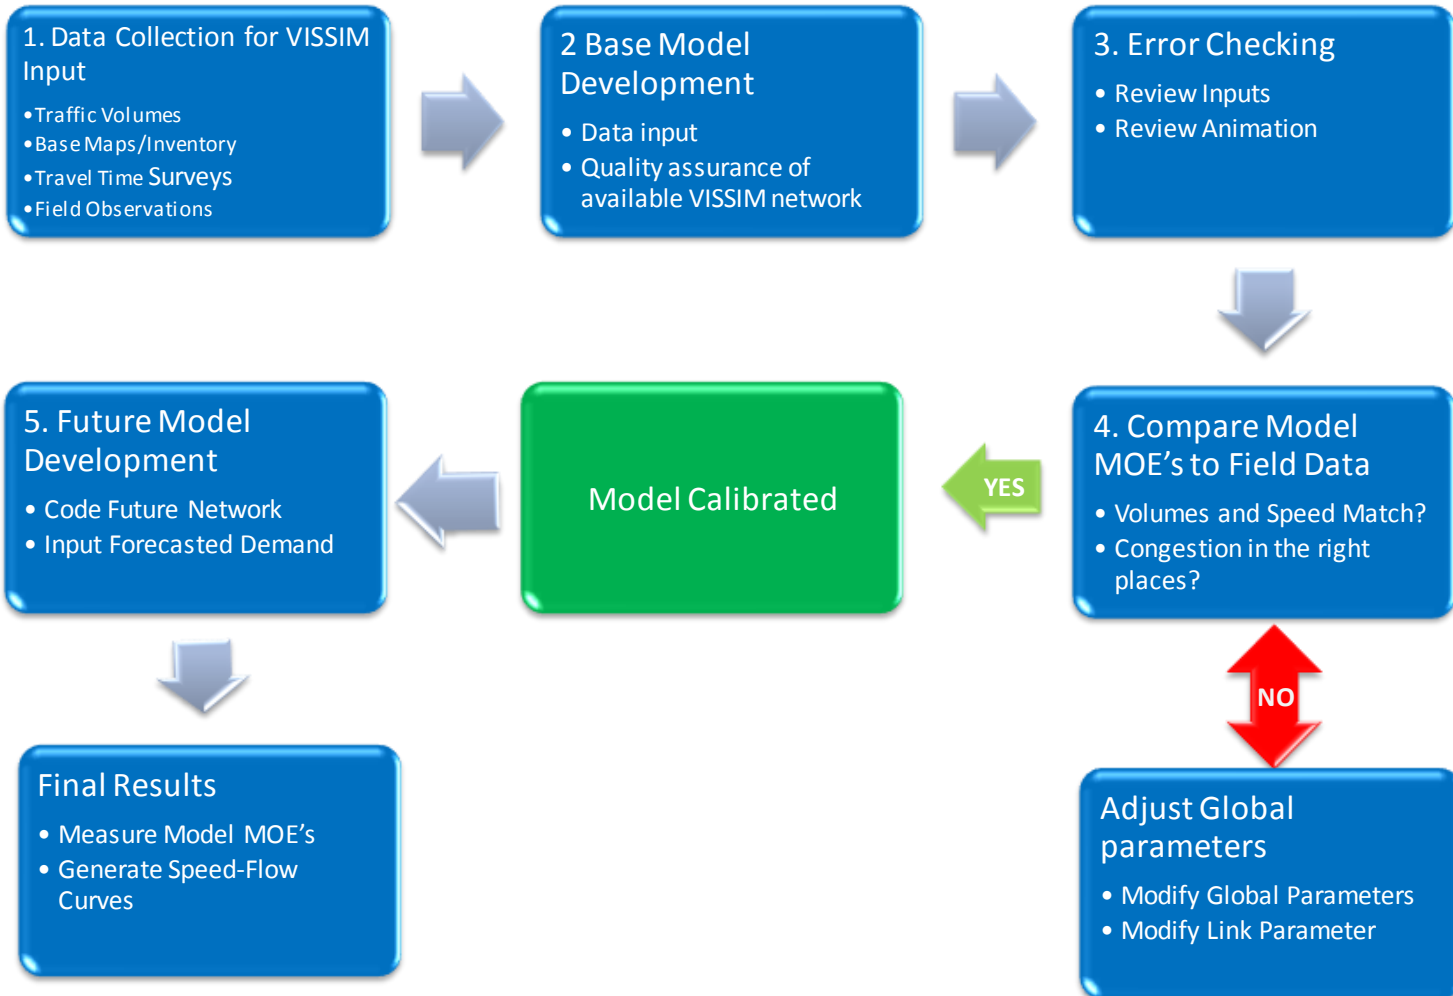 1. Data Collection for VISSIM
Input
•Traffic Volumes
•Base Maps/Inventory
•Travel Time Surveys
•Field Observations
2 Base Model
Development
• Data input
• Quality assurance of
available VISSIM network
3. Error Checking
• Review Inputs
• Review Animation
4. Compare Model
MOE's to Field Data
• Volumes and Speed Match?
• Congestion in the right
places?
YES
NO
Adjust Global
parameters
• Modify Global Parameters
• Modify Link Parameter
Model Calibrated
5. Future Model
Development
• Code Future Network
• Input Forecasted Demand
Final Results
• Measure Model MOE's
• Generate Speed-Flow
Curves